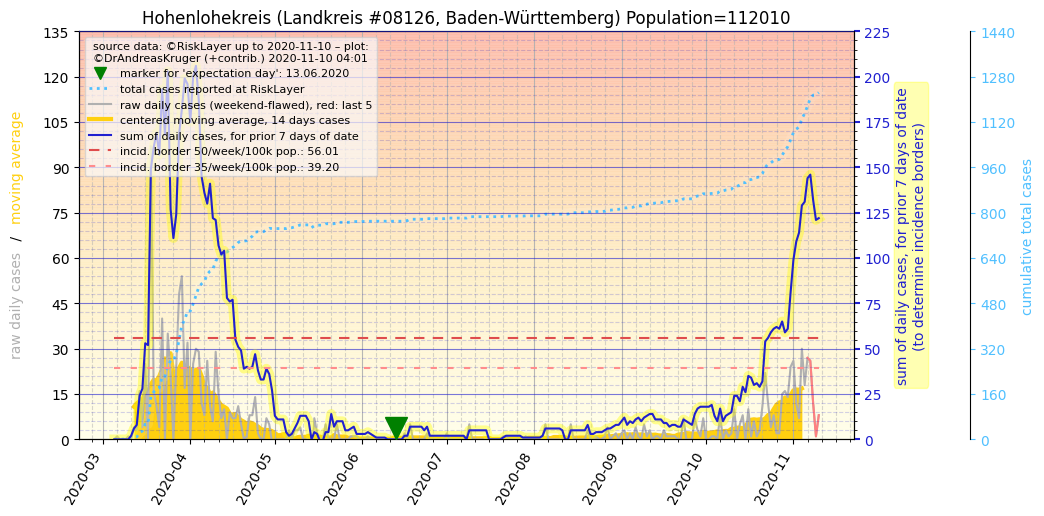 Hohenlohekreis (Landkreis #08126, Baden-Württemberg) Population=112010
source data: ©RiskLayer up to 2020-11-10 – plot:
©DrAndreasKruger (+contrib.) 2020-11-10 04:01
marker for 'expectation day': 13.06.2020
total cases reported at RiskLayer
raw daily cases (weekend-flawed), red: last 5
centered moving average, 14 days cases
sum of daily cases, for prior 7 days of date
incid. border 50/week/100k pop.: 56.01
incid. border 35/week/100k pop.: 39.20
raw daily cases / moving average
135
120
105
90
75
60
45
30
15
0
2020-03
2020-04
2020-05
2020-06
2020-07
2020-08
2020-09
2020-10
2020-11
225
200
175
150
125
100
75
50
25
0
sum of daily cases, for prior 7 days of date
(to determine incidence borders)
1440
1280
1120
960
800
640
480
320
160
0
cumulative total cases